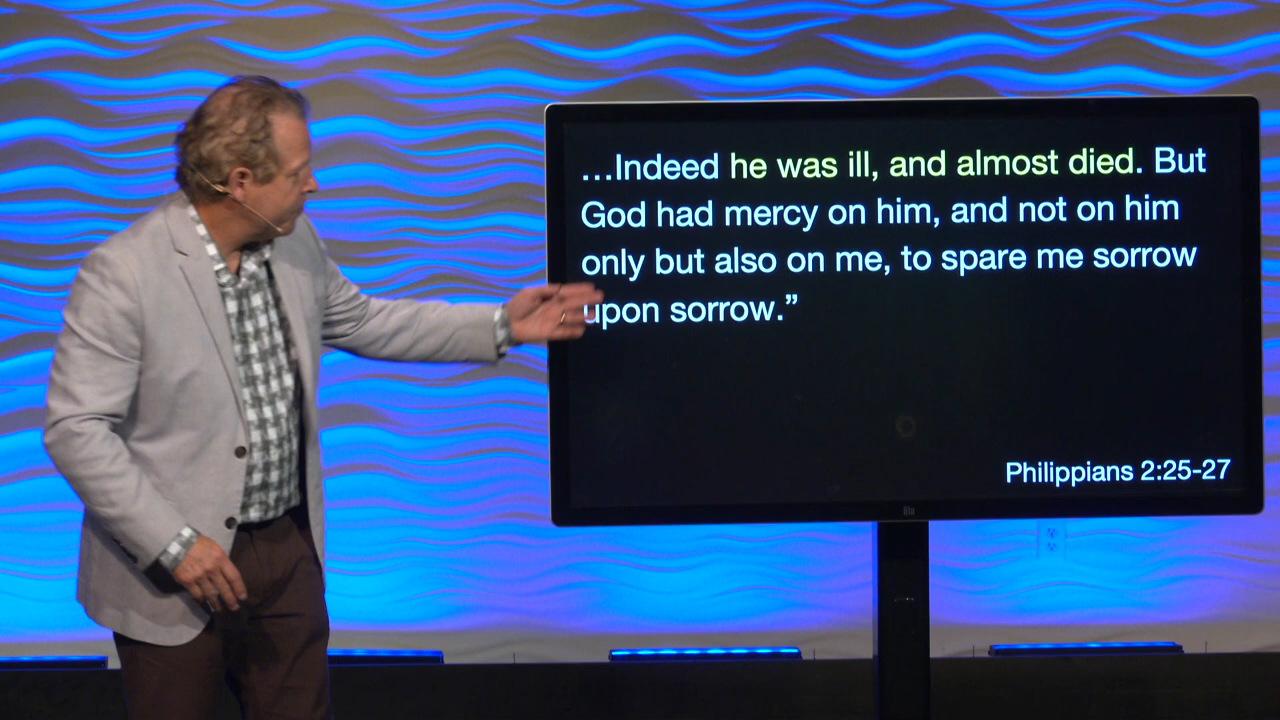 …Indeed he was ill, and almost died. But
God had mercy on him, and not on him
only but also on me, to spare me sorrow
upon sorrow.”
Philippians 2:25-27
elo